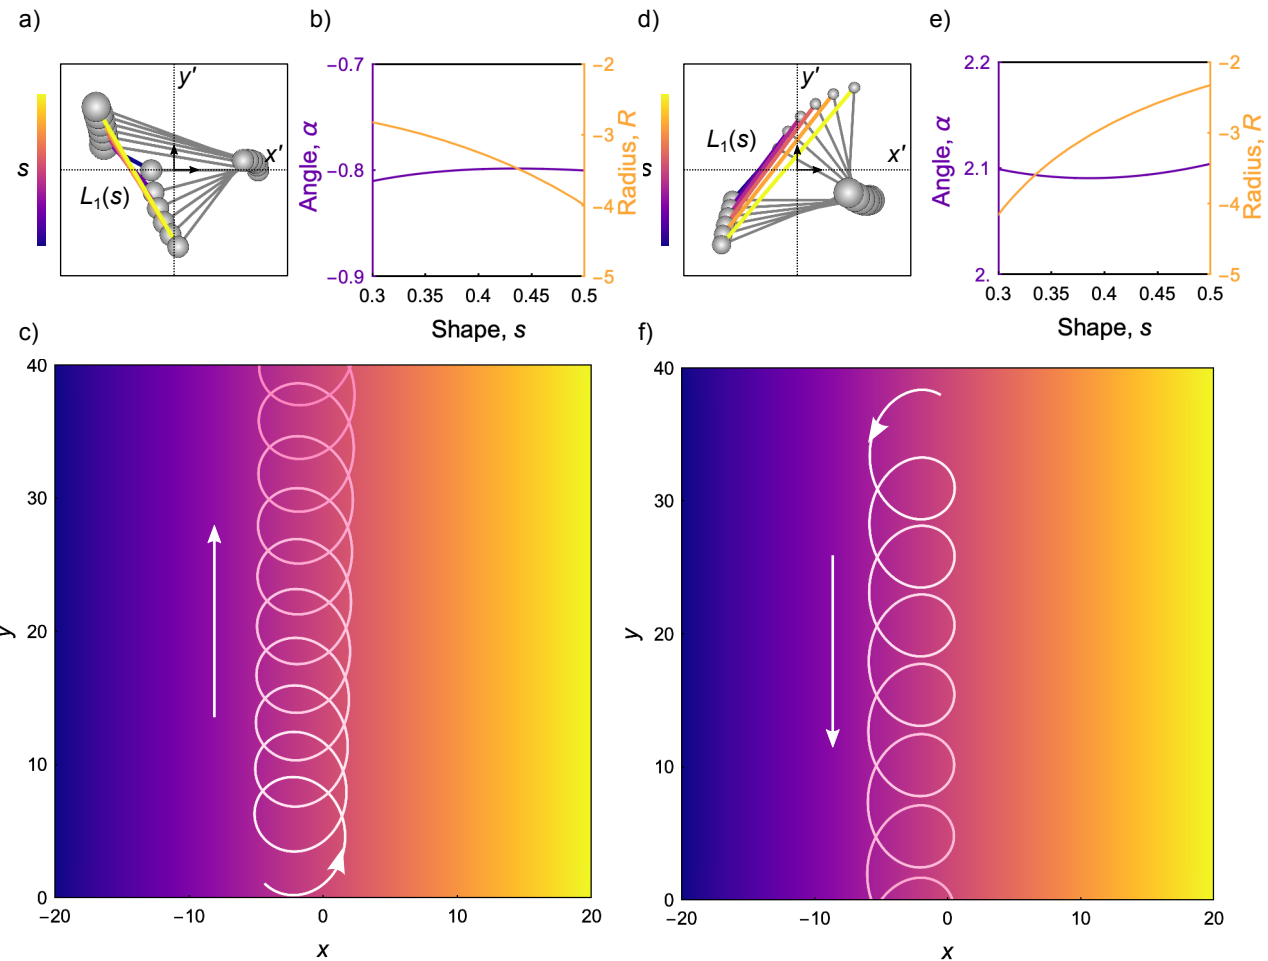 a)
y′
x′
s
L1(s)
b)
−0.7
−0.8
−0.9
Angle, α
−2
−3
−4
−5
Radius, R
0.3 0.35 0.4 0.45 0.5
Shape, s
d)
y′
x′
s
L1(s)
e)
2.2
2.1
2.
Angle, α
−2
−3
−4
−5
Radius, R
0.3 0.35 0.4 0.45 0.5
Shape, s
c)
40
30
20
10
0
y
−20 −10 0 10 20
x
f)
40
30
20
10
0
y
−20 −10 0 10 20
x